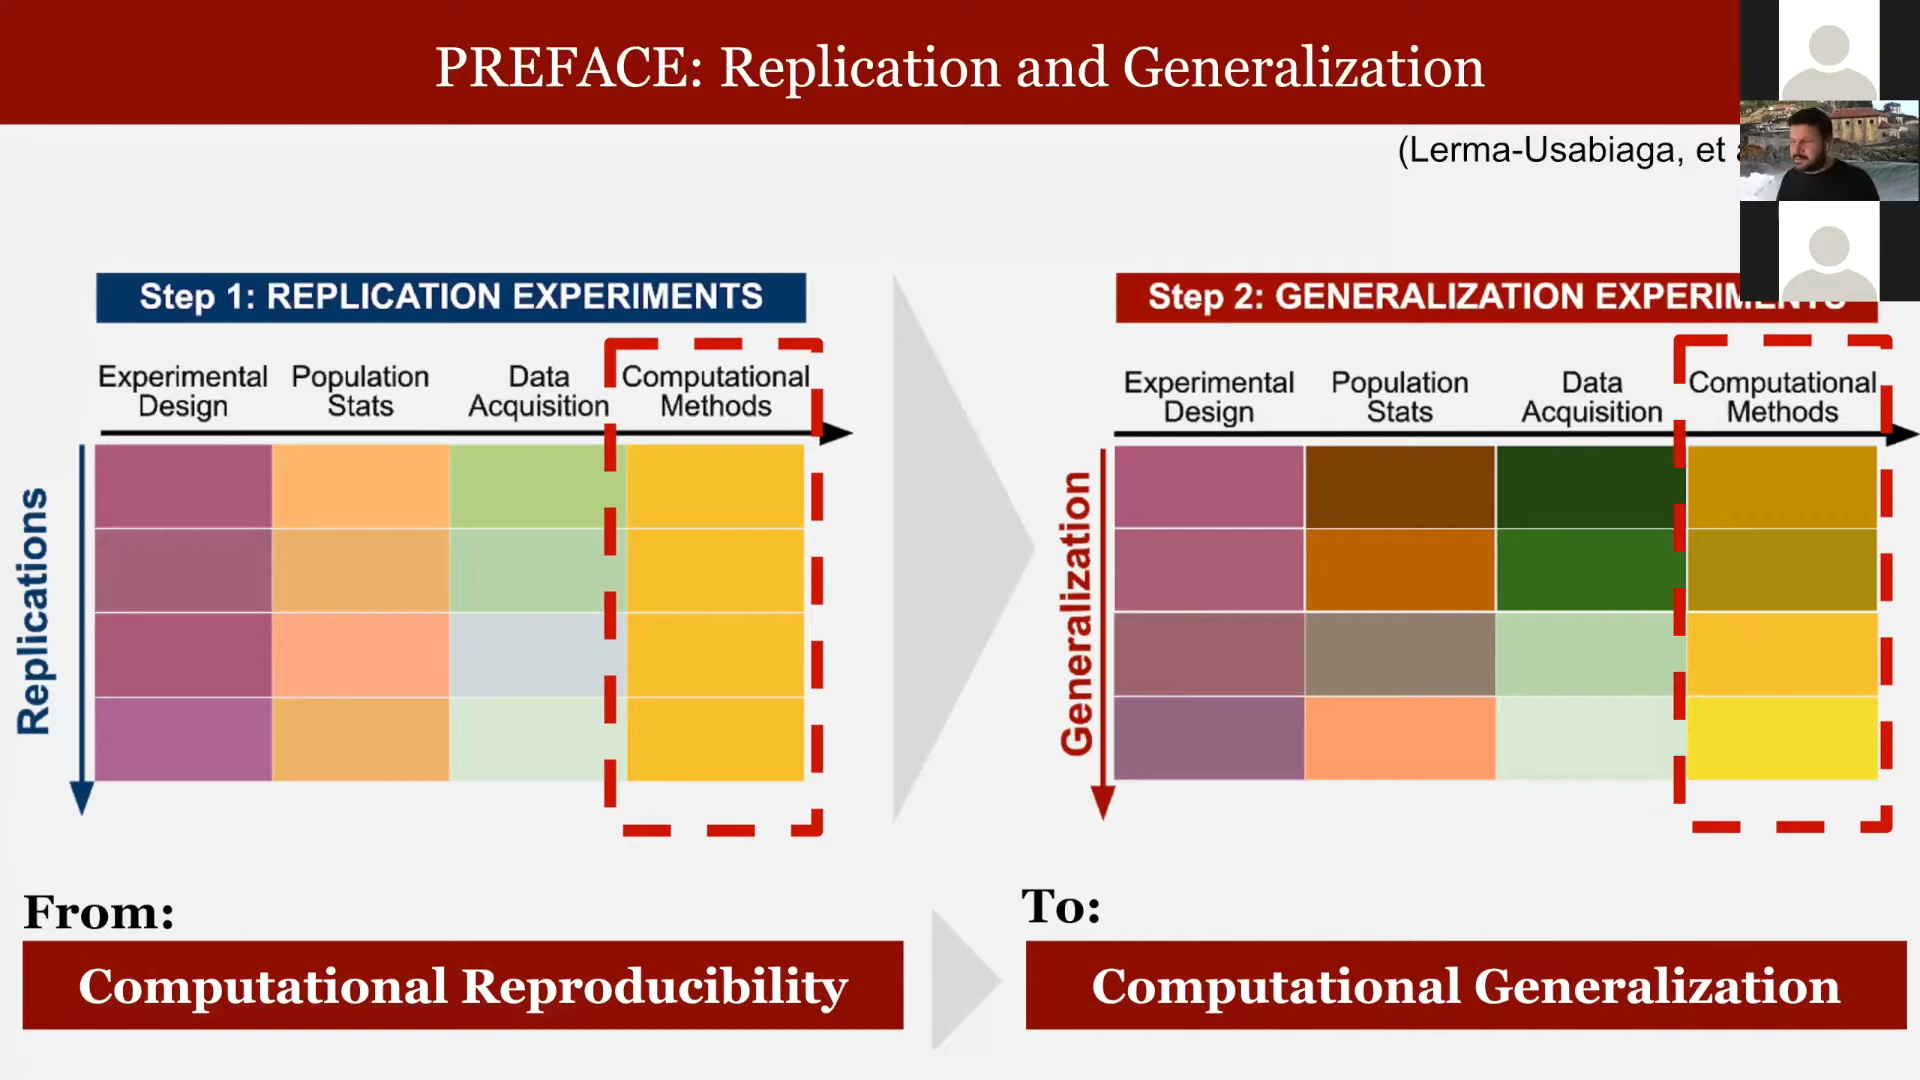 PREFACE: Replication and Generalization
(Lerma-Usabiaga, et
Step 1: REPLICATION EXPERIMENTS
Experimental Design
Population Stats
Data Acquisition
Computational Methods
Replications
Step 2: GENERALIZATION EXPERIMENTS
Experimental Design
Population Stats
Data Acquisition
Computational Methods
Generalization
From:
Computational Reproducibility
To:
Computational Generalization